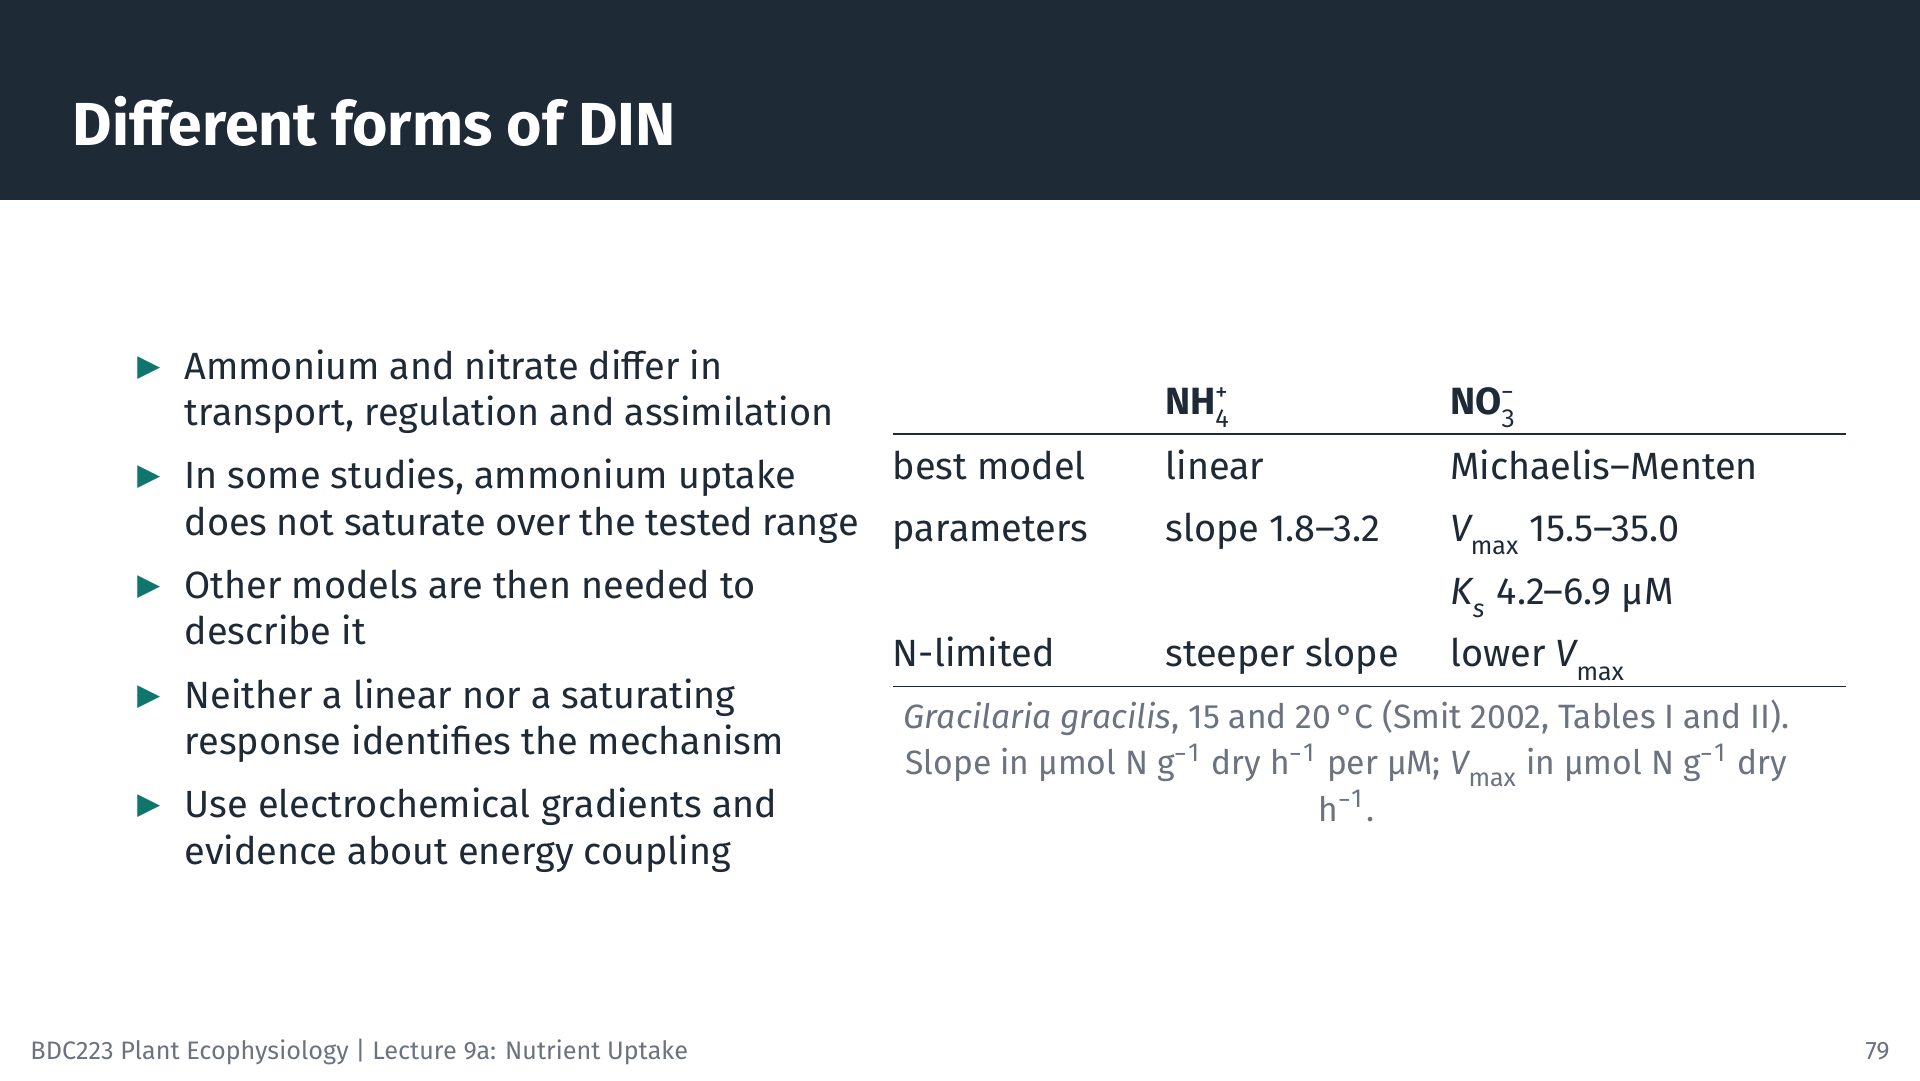 Different forms of DIN
▶ Ammonium and nitrate differ in
transport, regulation and assimilation
▶ In some studies, ammonium uptake
does not saturate over the tested range
▶ Other models are then needed to
describe it
▶ Neither a linear nor a saturating
response identifies the mechanism
▶ Use electrochemical gradients and
evidence about energy coupling
NH₄⁺ NO₃⁻
best model linear Michaelis–Menten
parameters slope 1.8–3.2 Vmax 15.5–35.0
Ks 4.2–6.9 µM
N-limited steeper slope lower Vmax
Gracilaria gracilis, 15 and 20 °C (Smit 2002, Tables I and II).
Slope in µmol N g⁻¹ dry h⁻¹ per µM; Vmax in µmol N g⁻¹ dry
h⁻¹.
BDC223 Plant Ecophysiology | Lecture 9a: Nutrient Uptake 79